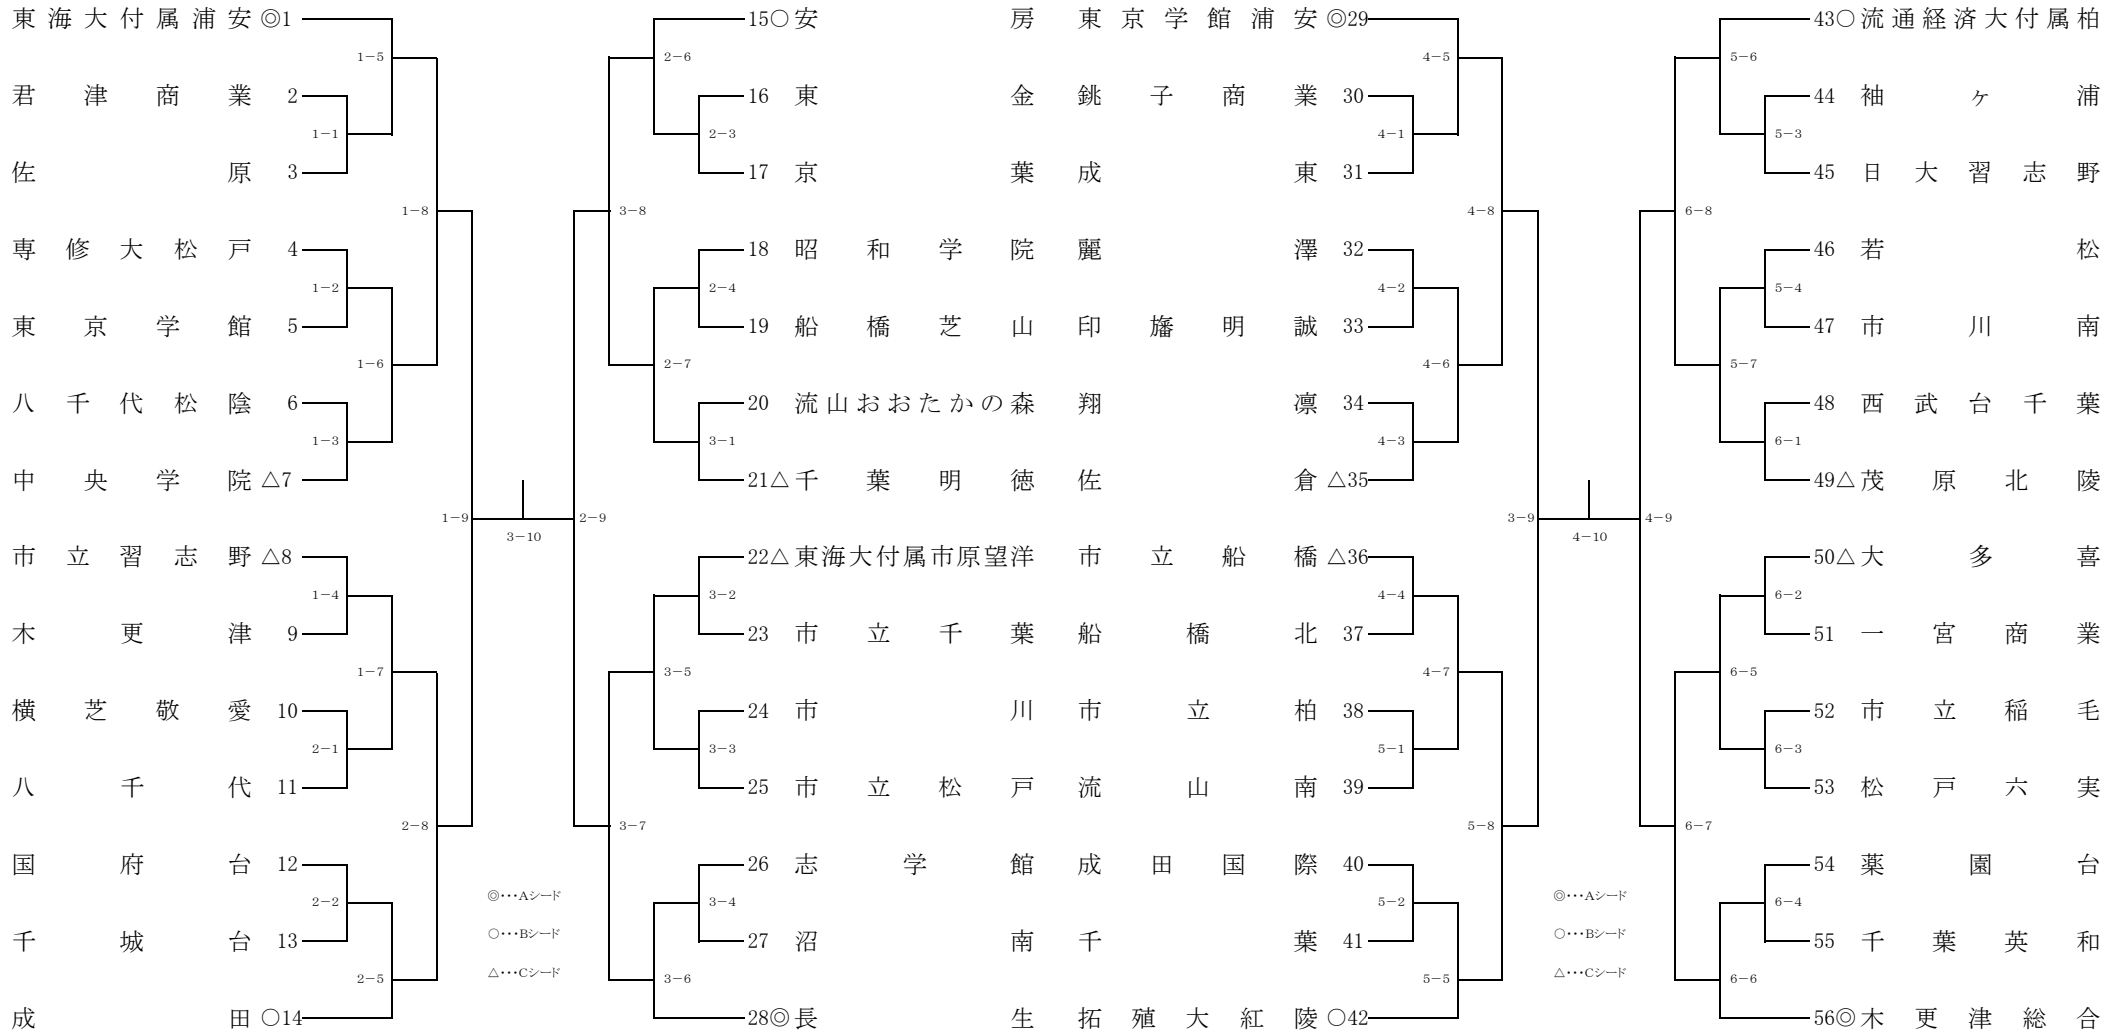 東海大付属浦安 ◎1 15○ 安房 東京学館浦安 ◎29 43○ 流通経済大付属柏
1-5 2-6 4-5 5-6
君津商業 2 16 東金 銚子商業 30 44 袖ヶ浦
1-1 2-3 4-1 5-3
佐原 3 17 京葉 成東 31 45 日大習志野
1-8 3-8 4-8 6-8
専修大松戸 4 18 昭和学院 麗澤 32 46 若松
1-2 2-4 4-2 5-4
東京学館 5 19 船橋芝山 印旛明誠 33 47 市川南
1-6 2-7 4-6 5-7
八千代松陰 6 20 流山おおたかの森 翔凛 34 48 西武台千葉
1-3 3-1 4-3 6-1
中央学院 △7 21△ 千葉明徳 佐倉 △35 49△ 茂原北陵
1-9 2-9 3-9 4-9
3-10 4-10
市立習志野 △8 22△ 東海大付属市原望洋 市立船橋 △36 50△ 大多喜
1-4 3-2 4-4 6-2
木更津 9 23 市立千葉 船橋北 37 51 一宮商業
1-7 3-5 4-7 6-5
横芝敬愛 10 24 市川 市立柏 38 52 市立稲毛
2-1 3-3 5-1 6-3
八千代 11 25 市立松戸 流山南 39 53 松戸六実
2-8 3-7 5-8 6-7
国府台 12 26 志学館 成田国際 40 54 薬園台
◎・・・Aシード ◎・・・Aシード
2-2 3-4 5-2 6-4
○・・・Bシード ○・・・Bシード
千城台 13 27 沼南 千葉 41 55 千葉英和
△・・・Cシード △・・・Cシード
2-5 3-6 5-5 6-6
成田 ○14 28◎ 長生 拓殖大紅陵 ○42 56◎ 木更津総合